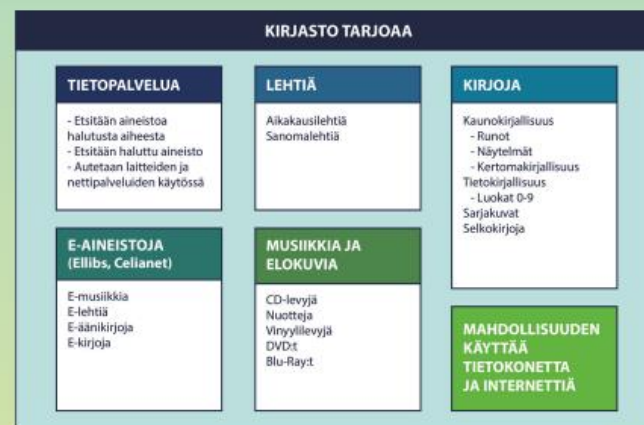 KIRJASTO TARJOAA
TIETOPALVELUA
- Etsitään aineistoa
halutusta aiheesta
- Etsitään haluttu aineisto
- Autetaan laitteiden ja
nettipalveluiden käytössä
LEHTIÄ
Aikakausilehtiä
Sanomalehtiä
KIRJOJA
Kaunokirjallisuus
- Runot
- Näytelmät
- Kertomakirjallisuus
Tietokirjallisuus
- Luokat 0-9
Sarjakuvat
Selkokirjoja
E-AINEISTOJA
(Ellibs, Celianet)
E-musiikkia
E-lehtiä
E-äänikirjoja
E-kirjoja
MUSIIKKIA JA
ELOKUVIA
CD-levyjä
Nuotteja
Vinyylilevyjä
DVD:t
Blu-Ray:t
MAHDOLLISUUDEN
KÄYTTÄÄ
TIETOKONETTA
JA INTERNETTIÄ